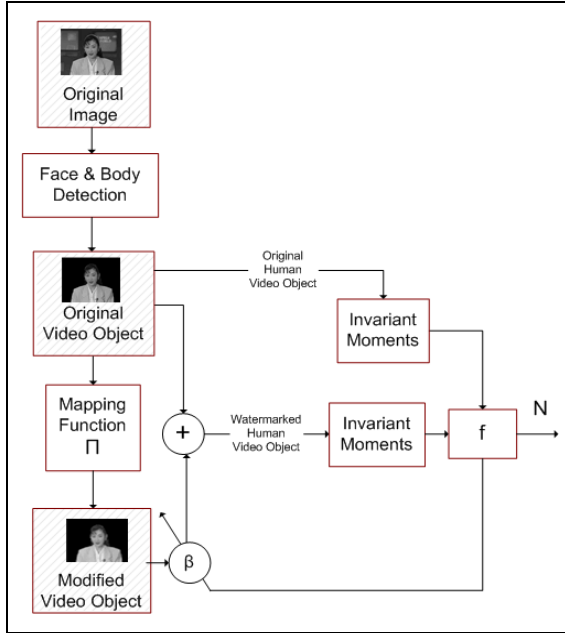 Original
Image
Face & Body
Detection
Original
Human
Video Object
Original
Video Object
Invariant
Moments
Mapping
Function
Π
+
Watermarked
Human
Video Object
Invariant
Moments
f
N
Modified
Video Object
β